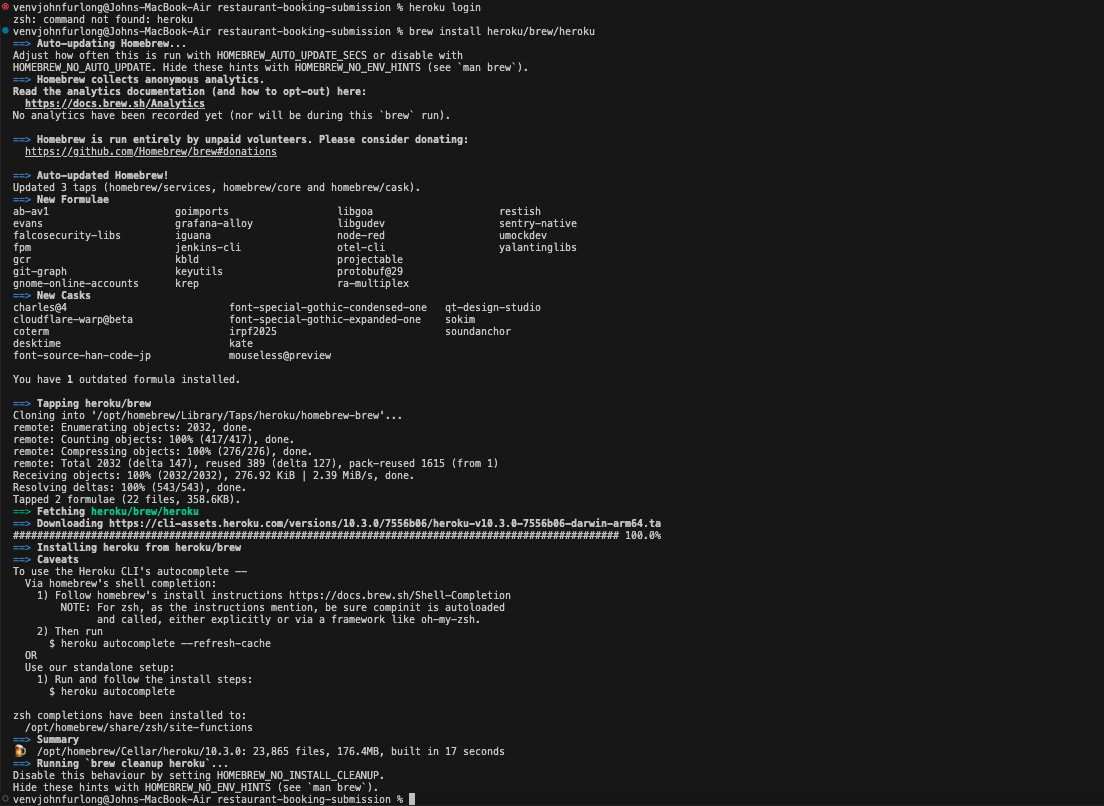 venvjohnfurlong@Johns-MacBook-Air restaurant-booking-submission % heroku login
zsh: command not found: heroku
venvjohnfurlong@Johns-MacBook-Air restaurant-booking-submission % brew install heroku/brew/heroku
==> Auto-updating Homebrew...
Adjust how often this is run with HOMEBREW_AUTO_UPDATE_SECS or disable with
HOMEBREW_NO_AUTO_UPDATE. Hide these hints with HOMEBREW_NO_ENV_HINTS (see `man brew`).
==> Homebrew collects anonymous analytics.
Read the analytics documentation (and how to opt-out) here:
  https://docs.brew.sh/Analytics
No analytics have been recorded yet (nor will be during this `brew` run).

==> Homebrew is run entirely by unpaid volunteers. Please consider donating:
  https://github.com/Homebrew/brew#donations

==> Auto-updated Homebrew!
Updated 3 taps (homebrew/services, homebrew/core and homebrew/cask).
==> New Formulae
ab-av1                     goimports                  libgoa                     restish
evans                      grafana-alloy              libgudev                   sentry-native
falcosecurity-libs         iguana                     node-red                   umockdev
fpm                        jenkins-cli                otel-cli                   yalantinglibs
gcr                        kbld                       projectable
git-graph                  keyutils                   protobuf@29
gnome-online-accounts      krep                       ra-multiplex
==> New Casks
charles@4                           font-special-gothic-condensed-one   qt-design-studio
cloudflare-warp@beta                font-special-gothic-expanded-one    sokim
coterm                              irpf2025                            soundanchor
desktime                            kate
font-source-han-code-jp             mouseless@preview

You have 1 outdated formula installed.

==> Tapping heroku/brew
Cloning into '/opt/homebrew/Library/Taps/heroku/homebrew-brew'...
remote: Enumerating objects: 2032, done.
remote: Counting objects: 100% (417/417), done.
remote: Compressing objects: 100% (276/276), done.
remote: Total 2032 (delta 147), reused 389 (delta 127), pack-reused 1615 (from 1)
Receiving objects: 100% (2032/2032), 276.92 KiB | 2.39 MiB/s, done.
Resolving deltas: 100% (543/543), done.
Tapped 2 formulae (22 files, 358.6KB).
==> Fetching heroku/brew/heroku
==> Downloading https://cli-assets.heroku.com/versions/10.3.0/7556b06/heroku-v10.3.0-7556b06-darwin-arm64.ta
##################################################################################################### 100.0%
==> Installing heroku from heroku/brew
==> Caveats
To use the Heroku CLI's autocomplete --
  Via homebrew's shell completion:
    1) Follow homebrew's install instructions https://docs.brew.sh/Shell-Completion
        NOTE: For zsh, as the instructions mention, be sure compinit is autoloaded
              and called, either explicitly or via a framework like oh-my-zsh.
    2) Then run
      $ heroku autocomplete --refresh-cache
  OR
  Use our standalone setup:
    1) Run and follow the install steps:
      $ heroku autocomplete

zsh completions have been installed to:
  /opt/homebrew/share/zsh/site-functions
==> Summary
🍺  /opt/homebrew/Cellar/heroku/10.3.0: 23,865 files, 176.4MB, built in 17 seconds
==> Running `brew cleanup heroku`...
Disable this behaviour by setting HOMEBREW_NO_INSTALL_CLEANUP.
Hide these hints with HOMEBREW_NO_ENV_HINTS (see `man brew`).
venvjohnfurlong@Johns-MacBook-Air restaurant-booking-submission %